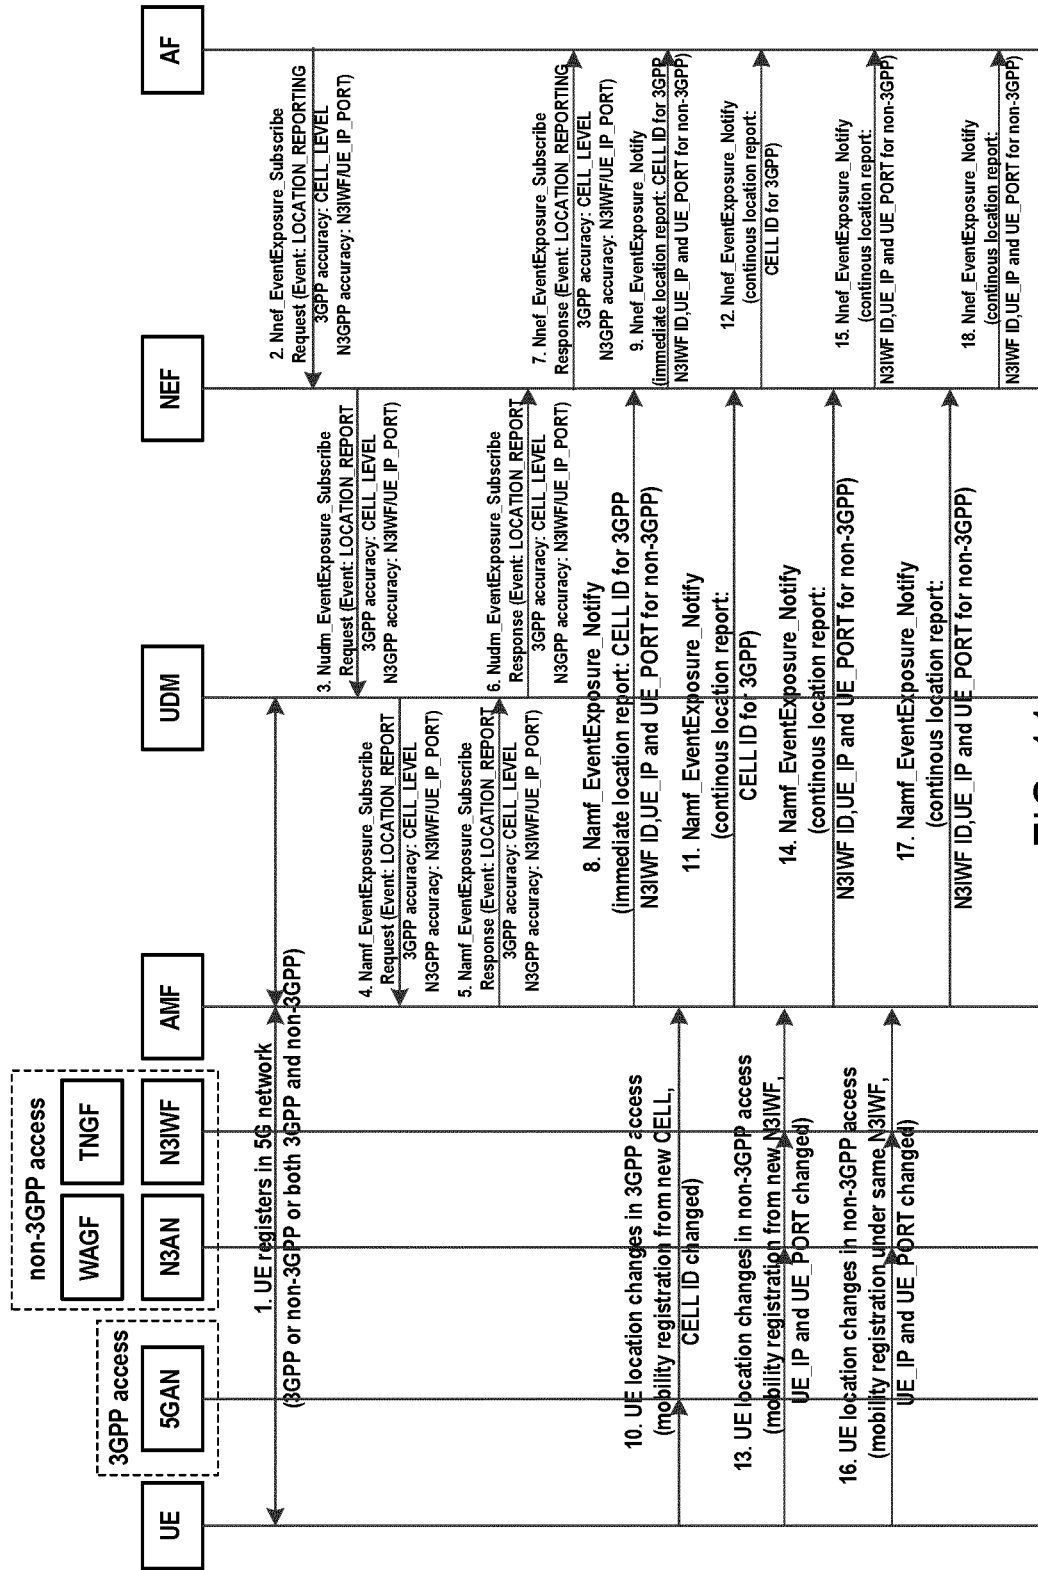 3GPP access
non-3GPP access
WAGF
TNGF
UE
5GAN
N3AN
N3IWF
AMF
UDM
NEF
AF
1. UE registers in 5G network
(3GPP or non-3GPP or both 3GPP and non-3GPP)
2. Nnef_EventExposure_Subscribe
Request (Event: LOCATION_REPORTING
3GPP accuracy: CELL_LEVEL
N3GPP accuracy: N3IWF/UE_IP_PORT)
3. Nudm_EventExposure_Subscribe
Request (Event: LOCATION_REPORT
3GPP accuracy: CELL_LEVEL
N3GPP accuracy: N3IWF/UE_IP_PORT)
4. Namf_EventExposure_Subscribe
Request (Event: LOCATION_REPORT
3GPP accuracy: CELL_LEVEL
N3GPP accuracy: N3IWF/UE_IP_PORT)
5. Namf_EventExposure_Subscribe
Response (Event: LOCATION_REPORT
3GPP accuracy: CELL_LEVEL
N3GPP accuracy: N3IWF/UE_IP_PORT)
6. Nudm_EventExposure_Subscribe
Response (Event: LOCATION_REPORT
3GPP accuracy: CELL_LEVEL
N3GPP accuracy: N3IWF/UE_IP_PORT)
7. Nnef_EventExposure_Subscribe
Response (Event: LOCATION_REPORTING
3GPP accuracy: CELL_LEVEL
N3GPP accuracy: N3IWF/UE_IP_PORT)
8. Namf_EventExposure_Notify
(immediate location report: CELL ID for 3GPP
N3IWF ID,UE_IP and UE_PORT for non-3GPP)
9. Nnef_EventExposure_Notify
(immediate location report: CELL ID for 3GPP
N3IWF ID,UE_IP and UE_PORT for non-3GPP)
10. UE location changes in 3GPP access
(mobility registration from new CELL,
CELL ID changed)
11. Namf_EventExposure_Notify
(continous location report:
CELL ID for 3GPP)
12. Nnef_EventExposure_Notify
(continous location report:
CELL ID for 3GPP)
13. UE location changes in non-3GPP access
(mobility registration from new N3IWF,
UE_IP and UE_PORT changed)
14. Namf_EventExposure_Notify
(continous location report:
N3IWF ID,UE_IP and UE_PORT for non-3GPP)
15. Nnef_EventExposure_Notify
(continous location report:
N3IWF ID,UE_IP and UE_PORT for non-3GPP)
16. UE location changes in non-3GPP access
(mobility registration under same N3IWF,
UE_IP and UE_PORT changed)
17. Namf_EventExposure_Notify
(continous location report:
N3IWF ID,UE_IP and UE_PORT for non-3GPP)
18. Nnef_EventExposure_Notify
(continous location report:
N3IWF ID,UE_IP and UE_PORT for non-3GPP)